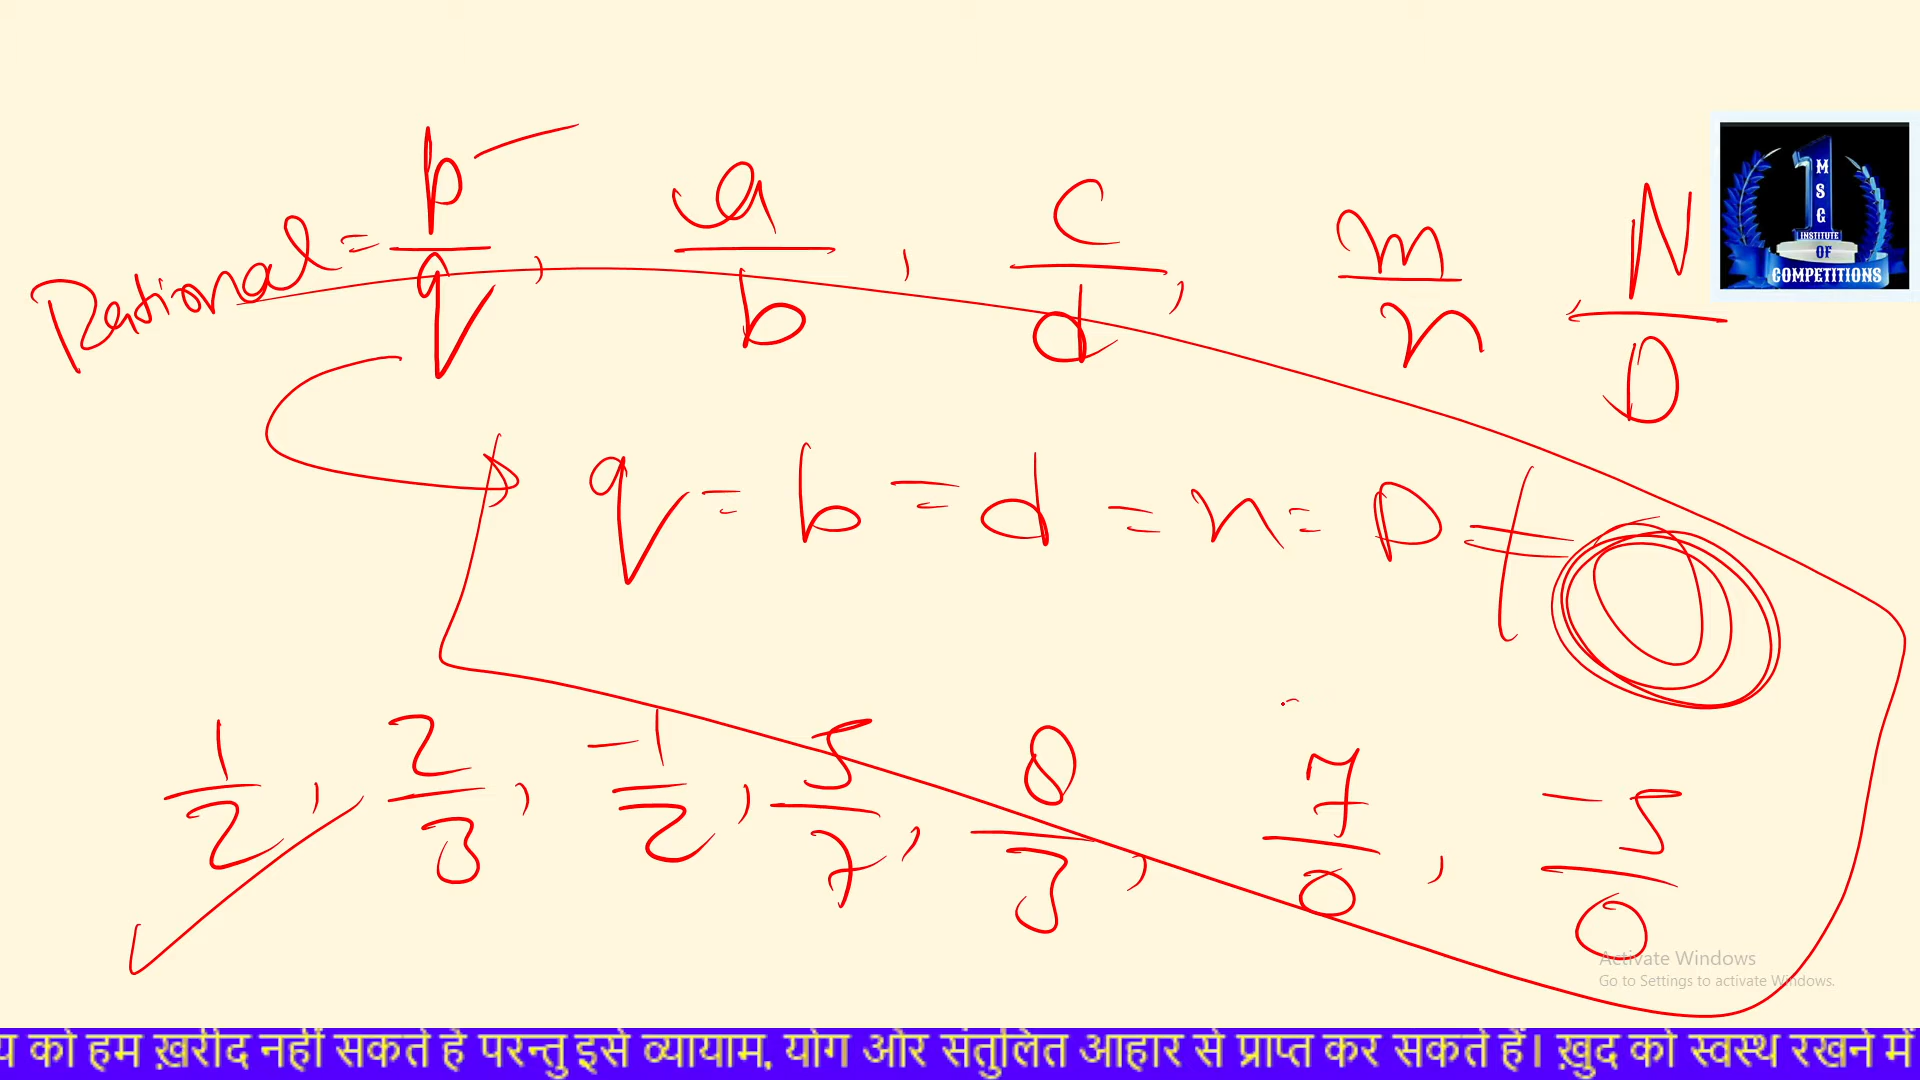 Rational = p/q, a/b, c/d, m/n N/D
q = b = d = n = D ≠ 0
1/2, 2/3, -1/2, 5/7, 8/3, 7/0, -5/0
1
MSG
INSTITUTE
OF
COMPETITIONS
Activate Windows
Go to Settings to activate Windows.
को हम ख़रीद नहीं सकते है परन्तु इसे व्यायाम, योग और संतुलित आहार से प्राप्त कर सकते हैं। ख़ुद को स्वस्थ रखने में